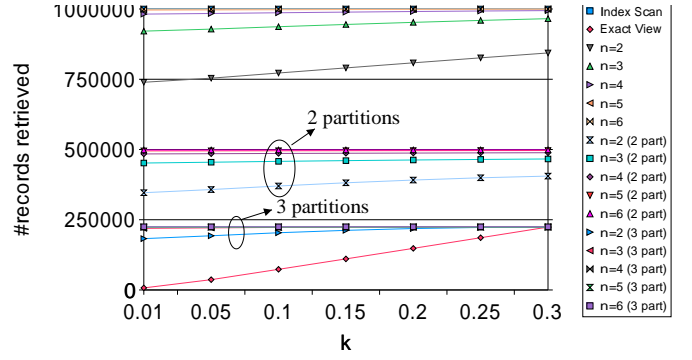 1000000
750000
500000
250000
0
#records retrieved
2 partitions
3 partitions
0.01 0.05 0.1 0.15 0.2 0.25 0.3
k
Index Scan
Exact View
n=2
n=3
n=4
n=5
n=6
n=2 (2 part)
n=3 (2 part)
n=4 (2 part)
n=5 (2 part)
n=6 (2 part)
n=2 (3 part)
n=3 (3 part)
n=4 (3 part)
n=5 (3 part)
n=6 (3 part)